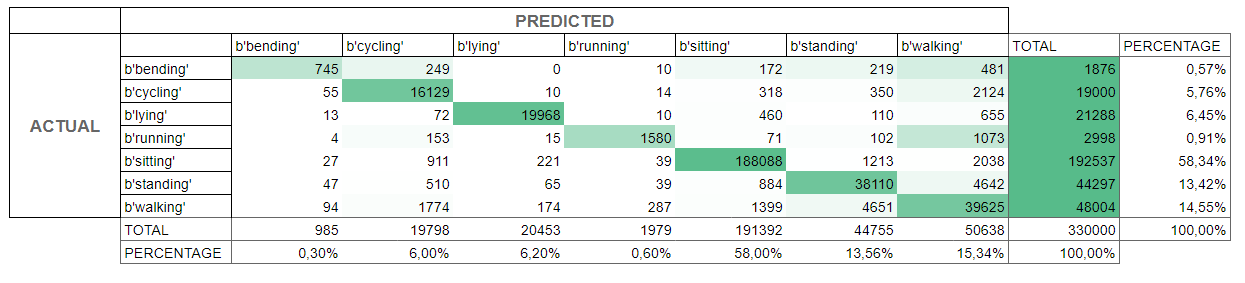 PREDICTED
b'bending' b'cycling' b'lying' b'running' b'sitting' b'standing' b'walking' TOTAL PERCENTAGE
ACTUAL
b'bending' 745 249 0 10 172 219 481 1876 0,57%
b'cycling' 55 16129 10 14 318 350 2124 19000 5,76%
b'lying' 13 72 19968 10 460 110 655 21288 6,45%
b'running' 4 153 15 1580 71 102 1073 2998 0,91%
b'sitting' 27 911 221 39 188088 1213 2038 192537 58,34%
b'standing' 47 510 65 39 884 38110 4642 44297 13,42%
b'walking' 94 1774 174 287 1399 4651 39625 48004 14,55%
TOTAL 985 19798 20453 1979 191392 44755 50638 330000 100,00%
PERCENTAGE 0,30% 6,00% 6,20% 0,60% 58,00% 13,56% 15,34% 100,00%